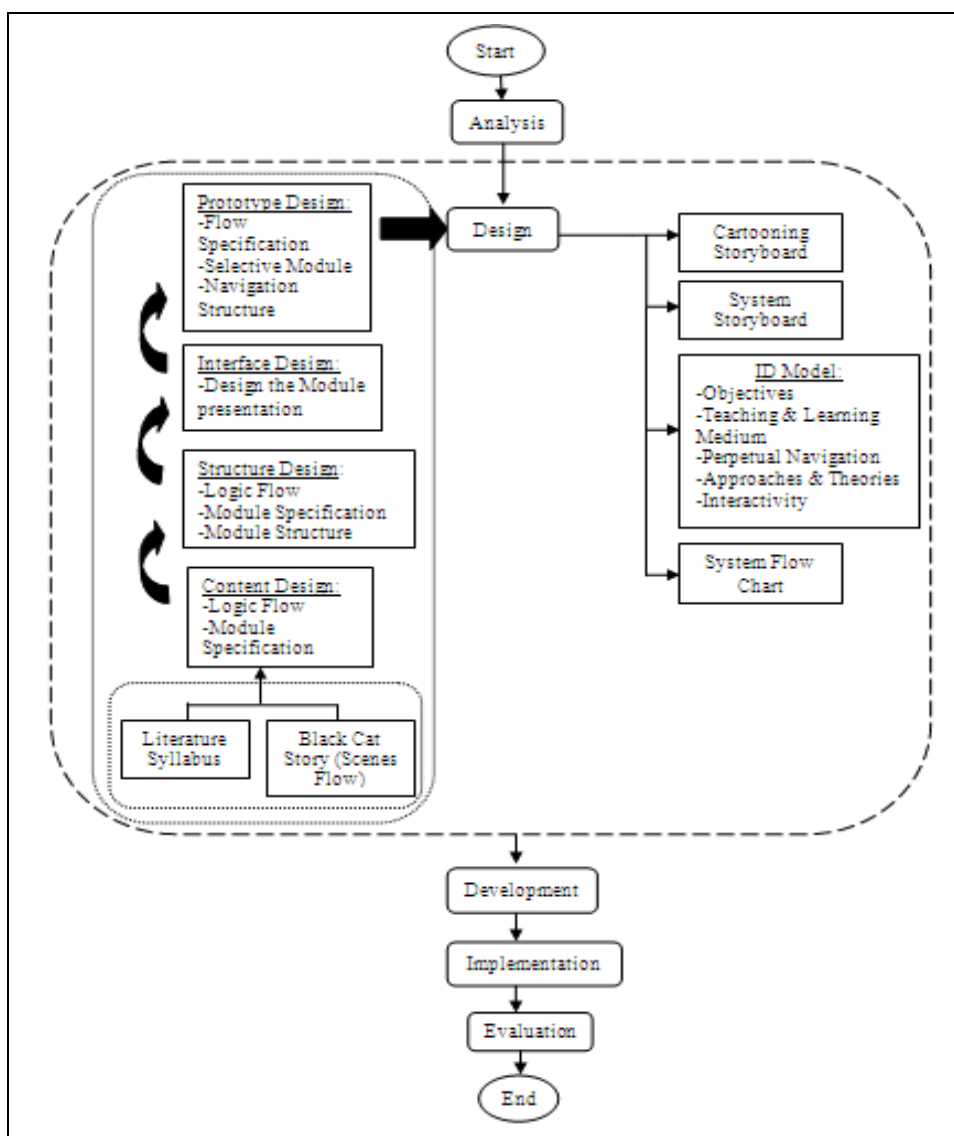 Start
Analysis
Prototype Design:
-Flow
Specification
-Selective Module
-Navigation
Structure
Design
Cartooning
Storyboard
System
Storyboard
Interface Design:
-Design the Module
presentation
ID Model:
-Objectives
-Teaching & Learning
Medium
-Perpetual Navigation
-Approaches & Theories
-Interactivity
Structure Design:
-Logic Flow
-Module Specification
-Module Structure
System Flow
Chart
Content Design:
-Logic Flow
-Module
Specification
Literature
Syllabus
Black Cat
Story (Scenes
Flow)
Development
Implementation
Evaluation
End